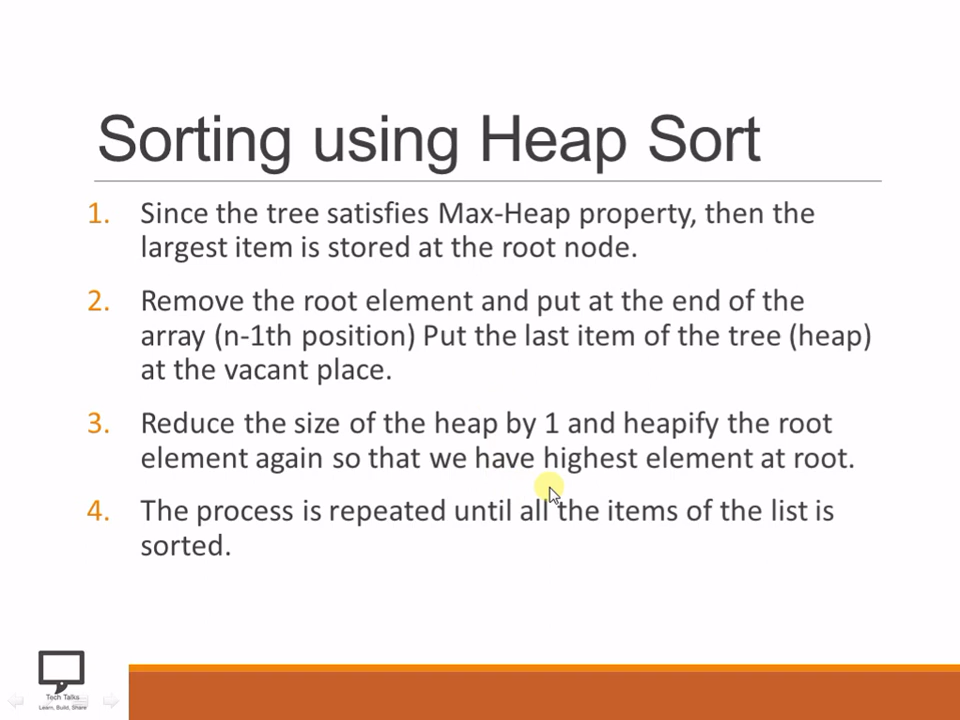 Sorting using Heap Sort
1. Since the tree satisfies Max-Heap property, then the
largest item is stored at the root node.
2. Remove the root element and put at the end of the
array (n-1th position) Put the last item of the tree (heap)
at the vacant place.
3. Reduce the size of the heap by 1 and heapify the root
element again so that we have highest element at root.
4. The process is repeated until all the items of the list is
sorted.
Tech Talks
Learn, Build, Share